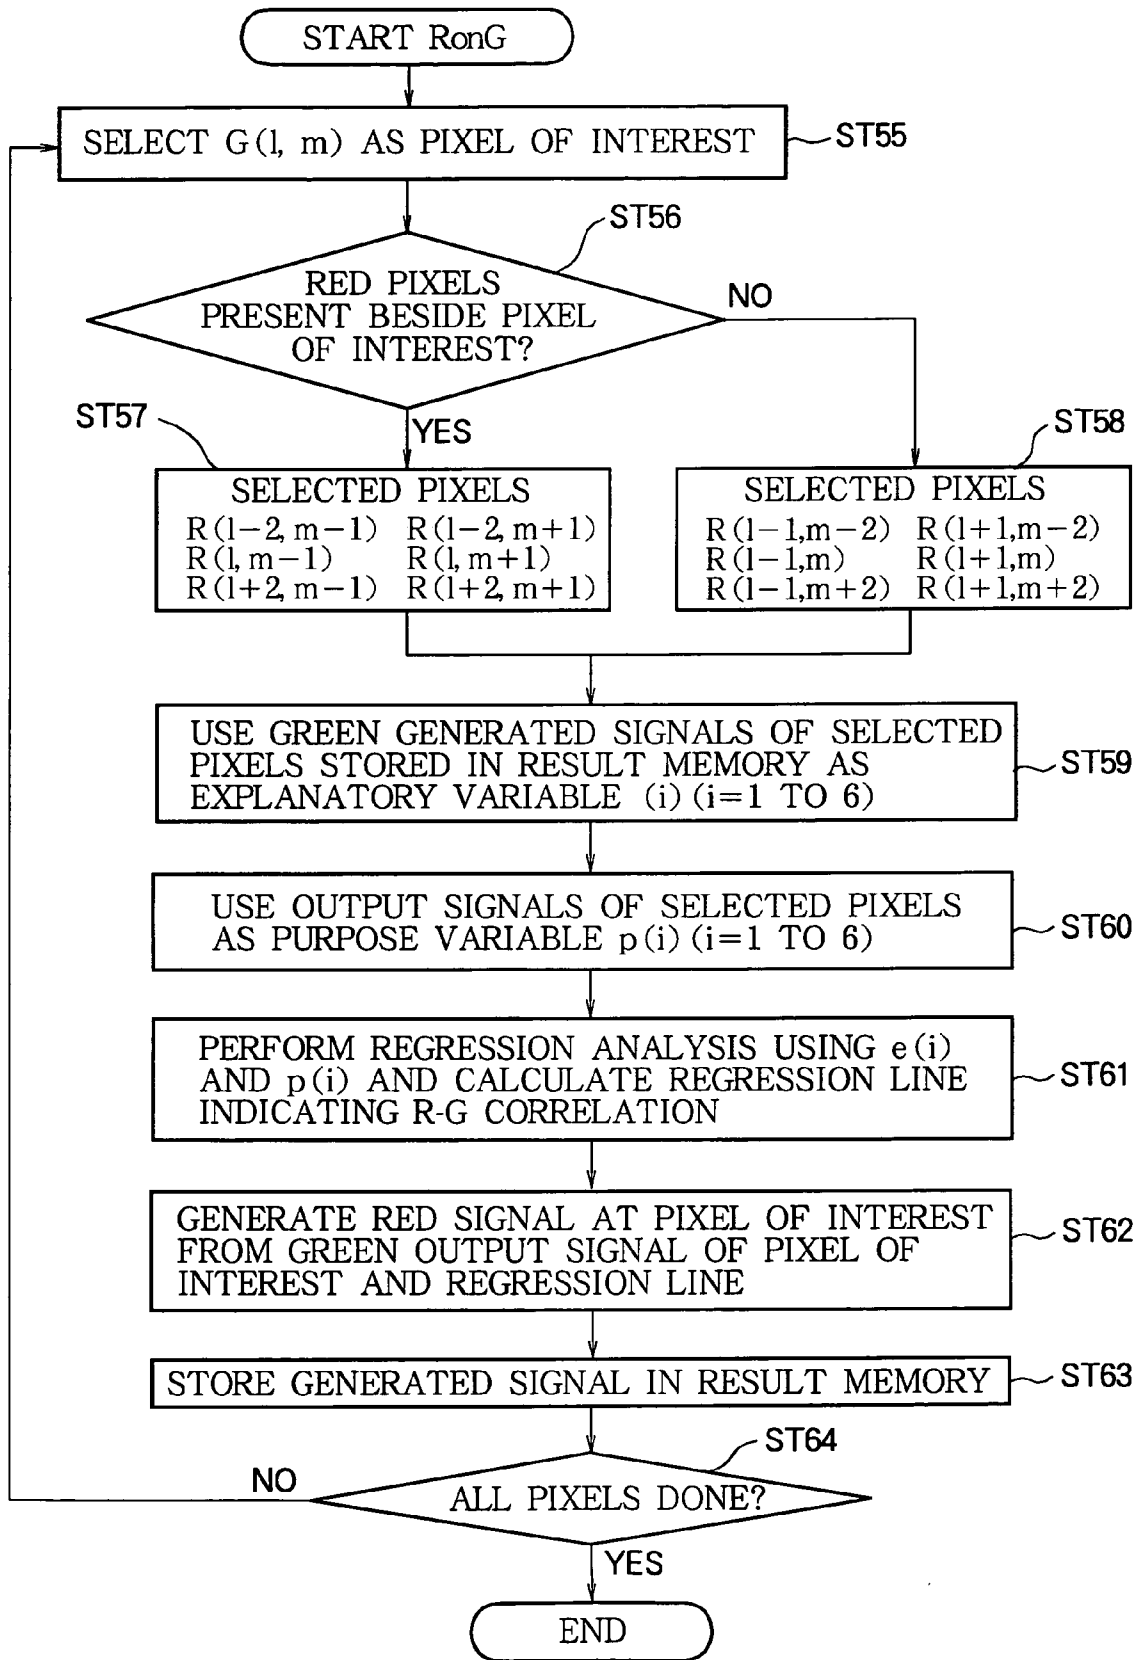 START RonG
SELECT G(l, m) AS PIXEL OF INTEREST
ST55
ST56
RED PIXELS
PRESENT BESIDE PIXEL
OF INTEREST?
NO
YES
ST57
SELECTED PIXELS
R(l-2, m-1) R(l-2, m+1)
R(l, m-1) R(l, m+1)
R(l+2, m-1) R(l+2, m+1)
ST58
SELECTED PIXELS
R(l-1,m-2) R(l+1,m-2)
R(l-1,m) R(l+1,m)
R(l-1,m+2) R(l+1,m+2)
USE GREEN GENERATED SIGNALS OF SELECTED
PIXELS STORED IN RESULT MEMORY AS
EXPLANATORY VARIABLE (i) (i=1 TO 6)
ST59
USE OUTPUT SIGNALS OF SELECTED PIXELS
AS PURPOSE VARIABLE p(i) (i=1 TO 6)
ST60
PERFORM REGRESSION ANALYSIS USING e(i)
AND p(i) AND CALCULATE REGRESSION LINE
INDICATING R-G CORRELATION
ST61
GENERATE RED SIGNAL AT PIXEL OF INTEREST
FROM GREEN OUTPUT SIGNAL OF PIXEL OF
INTEREST AND REGRESSION LINE
ST62
STORE GENERATED SIGNAL IN RESULT MEMORY
ST63
ST64
NO
ALL PIXELS DONE?
YES
END